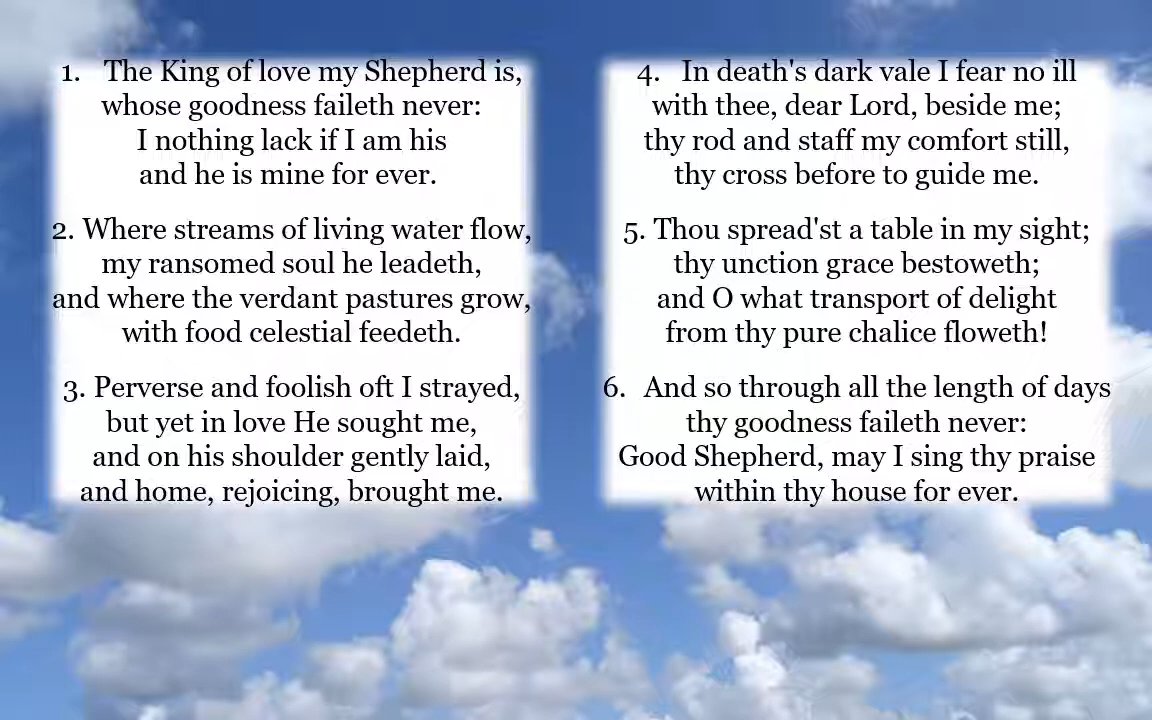 1. The King of love my Shepherd is,
whose goodness faileth never:
I nothing lack if I am his
and he is mine for ever.
2. Where streams of living water flow,
my ransomed soul he leadeth,
and where the verdant pastures grow,
with food celestial feedeth.
3. Perverse and foolish oft I strayed,
but yet in love He sought me,
and on his shoulder gently laid,
and home, rejoicing, brought me.
4. In death's dark vale I fear no ill
with thee, dear Lord, beside me;
thy rod and staff my comfort still,
thy cross before to guide me.
5. Thou spread'st a table in my sight;
thy unction grace bestoweth;
and O what transport of delight
from thy pure chalice floweth!
6. And so through all the length of days
thy goodness faileth never:
Good Shepherd, may I sing thy praise
within thy house for ever.